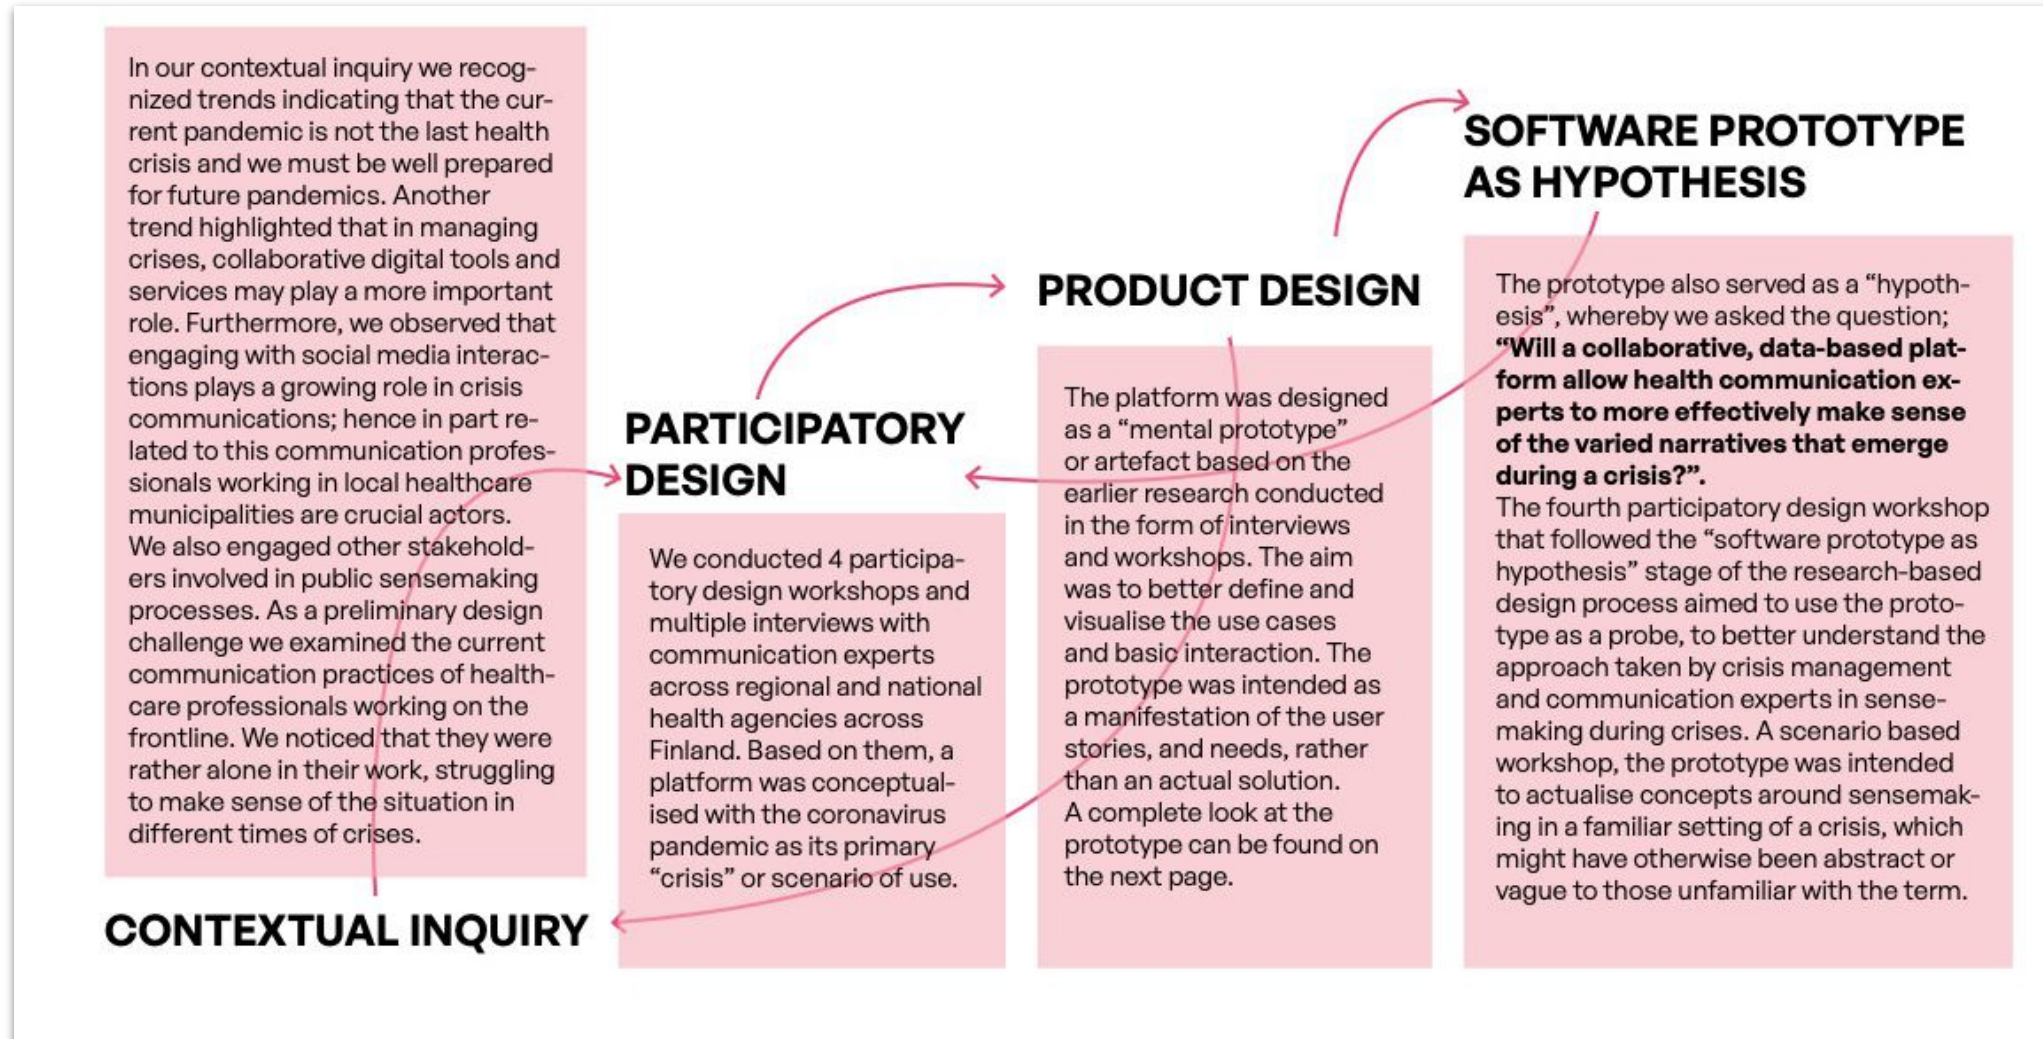 In our contextual inquiry we recog-
nized trends indicating that the cur-
rent pandemic is not the last health
crisis and we must be well prepared
for future pandemics. Another
trend highlighted that in managing
crises, collaborative digital tools and
services may play a more important
role. Furthermore, we observed that
engaging with social media interac-
tions plays a growing role in crisis
communications; hence in part re-
lated to this communication profes-
sionals working in local healthcare
municipalities are crucial actors.
We also engaged other stakehold-
ers involved in public sensemaking
processes. As a preliminary design
challenge we examined the current
communication practices of health-
care professionals working on the
frontline. We noticed that they were
rather alone in their work, struggling
to make sense of the situation in
different times of crises.
CONTEXTUAL INQUIRY
PARTICIPATORY
DESIGN
We conducted 4 participa-
tory design workshops and
multiple interviews with
communication experts
across regional and national
health agencies across
Finland. Based on them, a
platform was conceptual-
ised with the coronavirus
pandemic as its primary
“crisis” or scenario of use.
PRODUCT DESIGN
The platform was designed
as a “mental prototype”
or artefact based on the
earlier research conducted
in the form of interviews
and workshops. The aim
was to better define and
visualise the use cases
and basic interaction. The
prototype was intended as
a manifestation of the user
stories, and needs, rather
than an actual solution.
A complete look at the
prototype can be found on
the next page.
SOFTWARE PROTOTYPE
AS HYPOTHESIS
The prototype also served as a “hypoth-
esis”, whereby we asked the question;
“Will a collaborative, data-based plat-
form allow health communication ex-
perts to more effectively make sense
of the varied narratives that emerge
during a crisis?”.
The fourth participatory design workshop
that followed the “software prototype as
hypothesis” stage of the research-based
design process aimed to use the proto-
type as a probe, to better understand the
approach taken by crisis management
and communication experts in sense-
making during crises. A scenario based
workshop, the prototype was intended
to actualise concepts around sensemak-
ing in a familiar setting of a crisis, which
might have otherwise been abstract or
vague to those unfamiliar with the term.